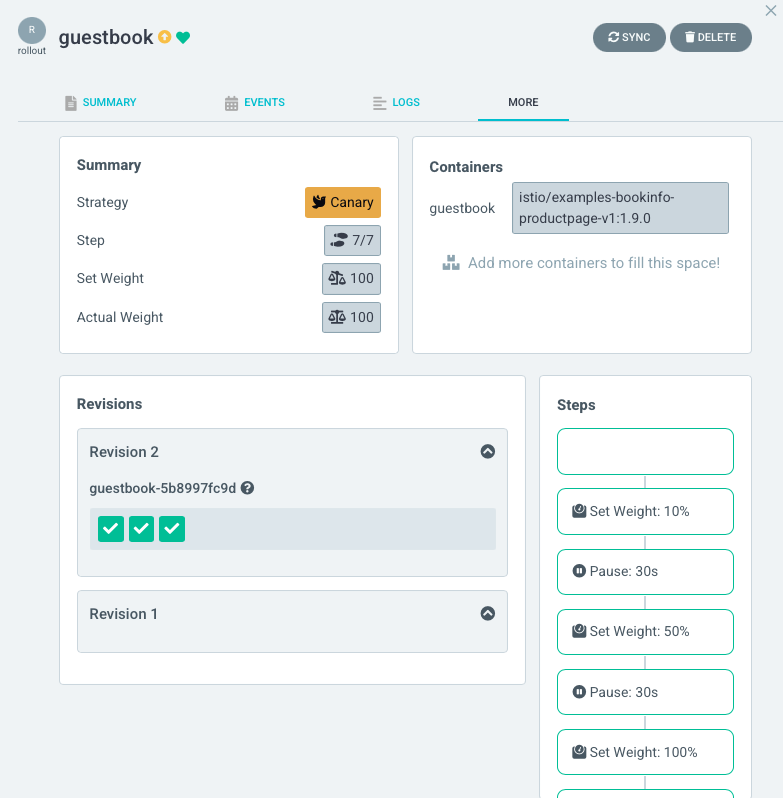 R
rollout
guestbook
SYNC
DELETE
SUMMARY
EVENTS
LOGS
MORE
Summary
Strategy
Canary
Step
7/7
Set Weight
100
Actual Weight
100
Containers
guestbook
istio/examples-bookinfo-
productpage-v1:1.9.0
Add more containers to fill this space!
Revisions
Revision 2
guestbook-5b8997fc9d
Revision 1
Steps
Set Weight: 10%
Pause: 30s
Set Weight: 50%
Pause: 30s
Set Weight: 100%